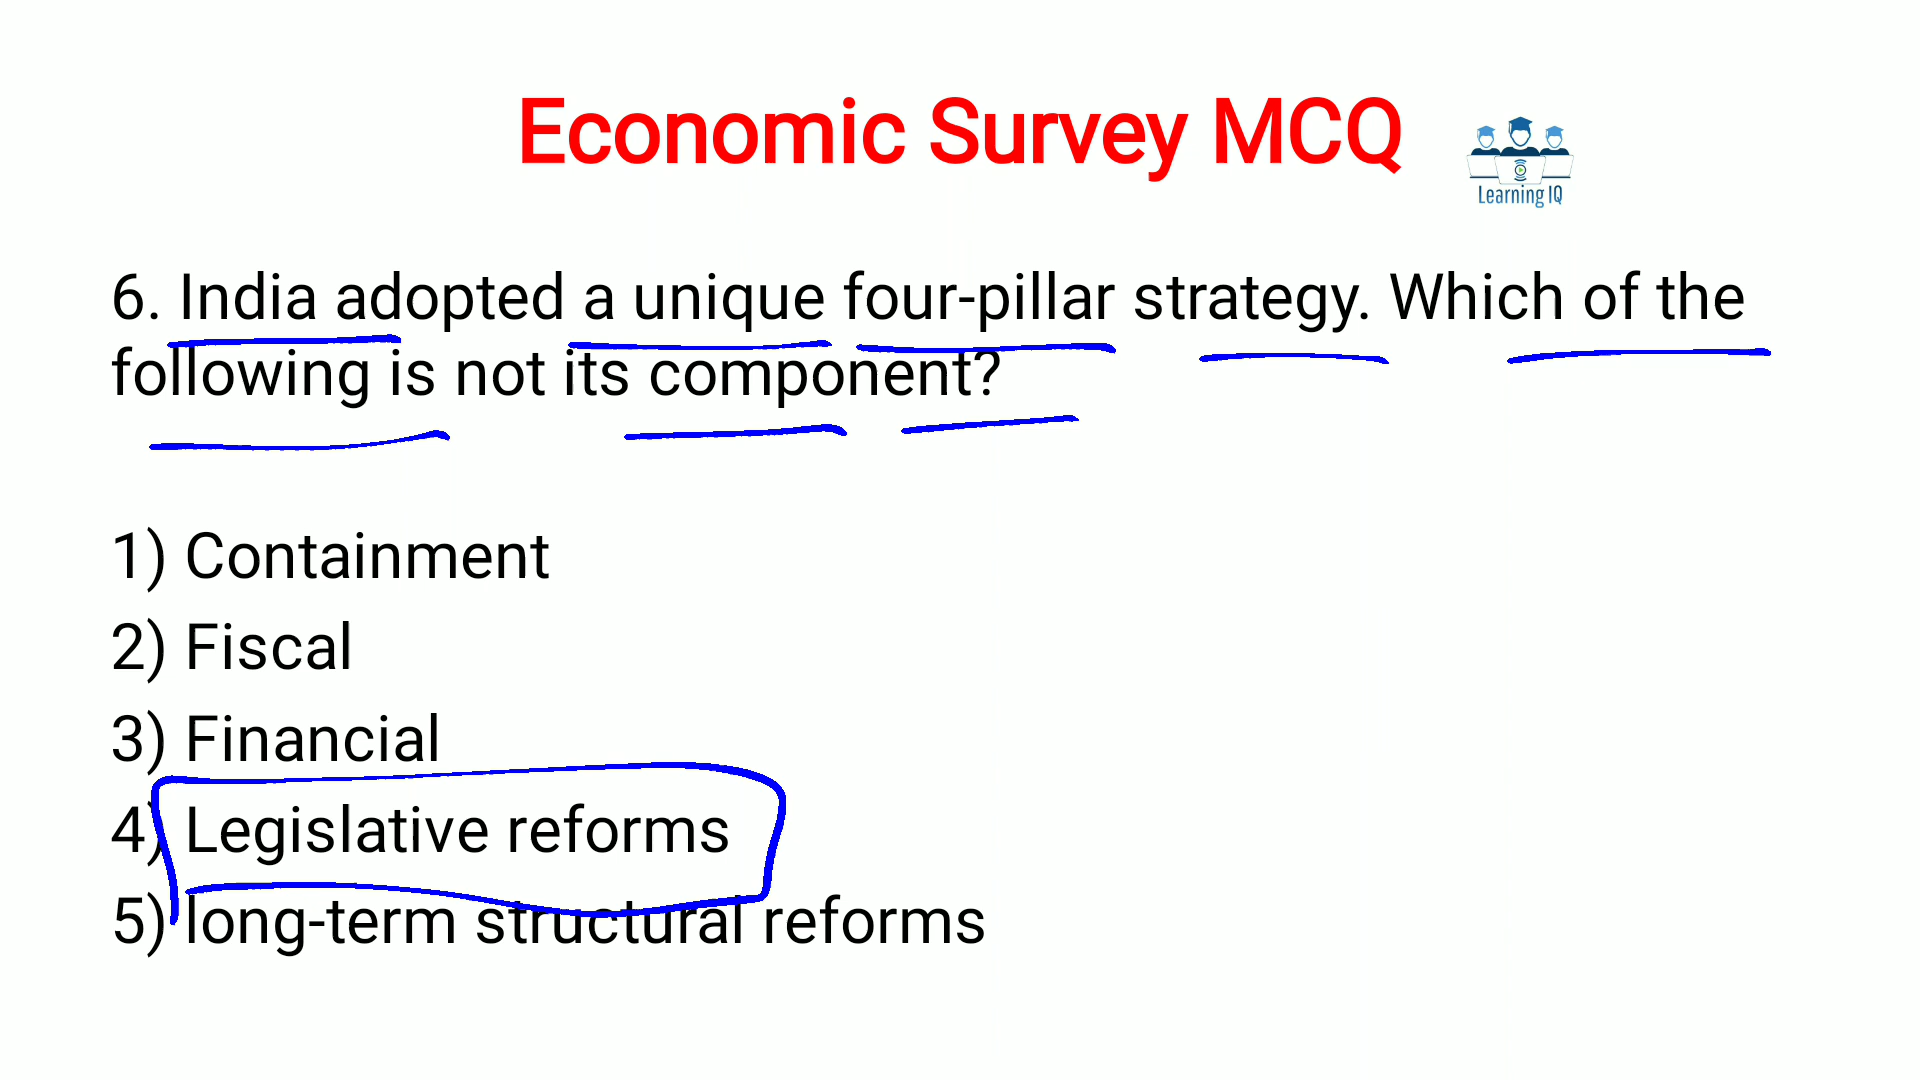 Economic Survey MCQ
Learning IQ
6. India adopted a unique four-pillar strategy. Which of the
following is not its component?
1) Containment
2) Fiscal
3) Financial
4) Legislative reforms
5) long-term structural reforms